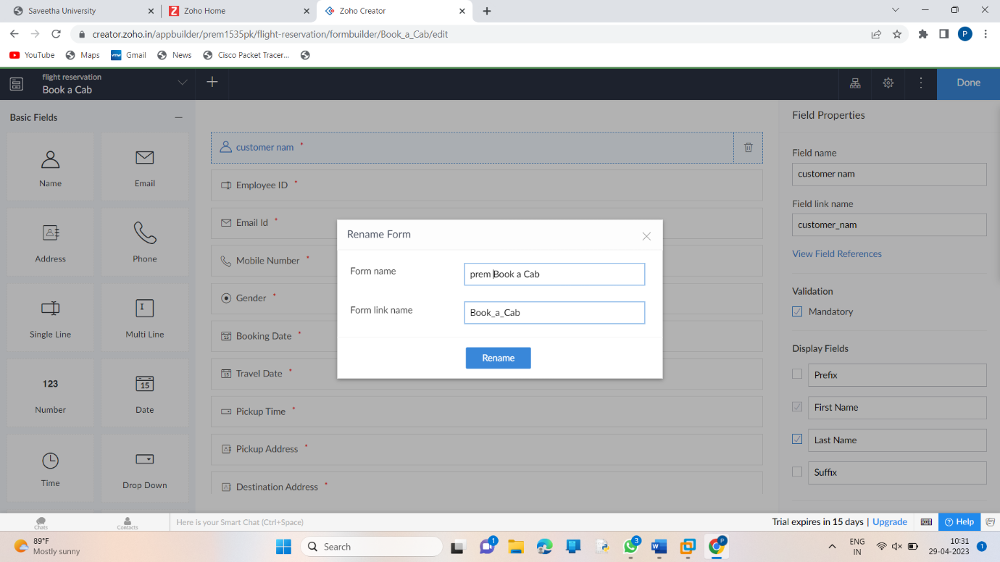 Saveetha University
Zoho Home
Zoho Creator
creator.zoho.in/appbuilder/prem1535pk/flight-reservation/formbuilder/Book_a_Cab/edit
P
YouTube
Maps
Gmail
News
Cisco Packet Tracer...
flight reservation
Book a Cab
Done
Basic Fields
Name
Email
Address
Phone
Single Line
Multi Line
123
Number
15
Date
Time
Drop Down
customer nam *
Employee ID *
Email Id *
Mobile Number *
Gender *
Booking Date *
Travel Date *
Pickup Time *
Pickup Address *
Destination Address *
Rename Form
Form name
prem Book a Cab
Form link name
Book_a_Cab
Rename
Field Properties
Field name
customer nam
Field link name
customer_nam
View Field References
Validation
Mandatory
Display Fields
Prefix
First Name
Last Name
Suffix
Chats
Contacts
Here is your Smart Chat (Ctrl+Space)
Trial expires in 15 days | Upgrade
Help
89°F
Mostly sunny
Search
1
3
P
ENG
IN
10:31
29-04-2023
1